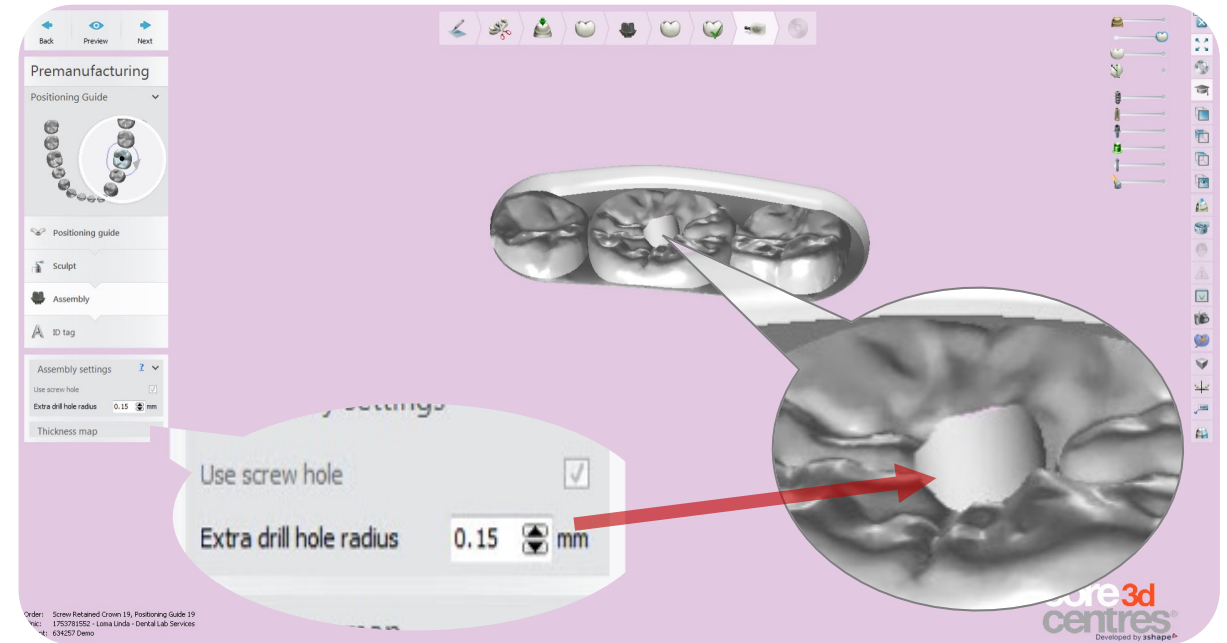 Back Preview Next
Premanufacturing
Positioning Guide
Positioning guide
Sculpt
Assembly
ID tag
Assembly settings ?
Use screw hole
Extra drill hole radius 0.15 mm
Thickness map
Use screw hole
Extra drill hole radius 0.15 mm
Order: Screw Retained Crown 19, Positioning Guide 19
1753781552 - Loma Linda - Dental Lab Services
634257 Demo
3d
centres
Developed by 3shape